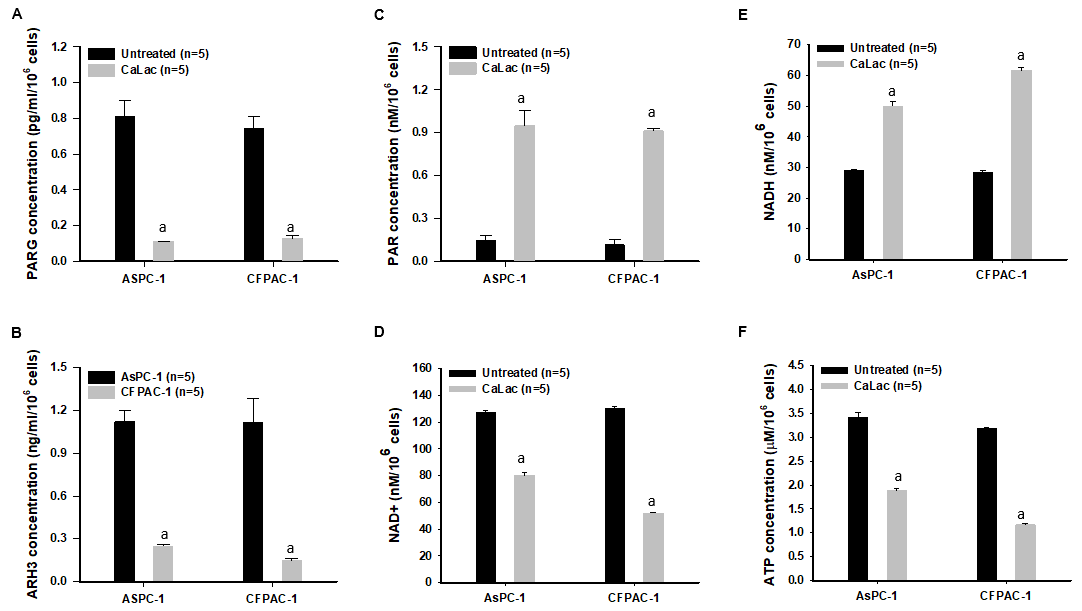 A
PARG concentration (pg/ml/10⁶ cells)
1.2
1.0
0.8
0.6
0.4
0.2
0.0
Untreated (n=5)
CaLac (n=5)
a
a
ASPC-1
CFPAC-1
C
PAR concentration (nM/10⁶ cells)
1.5
1.2
0.9
0.6
0.3
0.0
Untreated (n=5)
CaLac (n=5)
a
a
ASPC-1
CFPAC-1
E
NADH (nM/10⁶ cells)
70
60
50
40
30
20
10
0
Untreated (n=5)
CaLac (n=5)
a
a
AsPC-1
CFPAC-1
B
ARH3 concentration (ng/ml/10⁶ cells)
1.5
1.2
0.9
0.6
0.3
0.0
AsPC-1 (n=5)
CFPAC-1 (n=5)
a
a
ASPC-1
CFPAC-1
D
NAD+ (nM/10⁶ cells)
160
140
120
100
80
60
40
20
0
Untreated (n=5)
CaLac (n=5)
a
a
AsPC-1
CFPAC-1
F
ATP concentration (µM/10⁶ cells)
4.5
4.0
3.5
3.0
2.5
2.0
1.5
1.0
0.5
0.0
Untreated (n=5)
CaLac (n=5)
a
a
AsPC-1
CFPAC-1